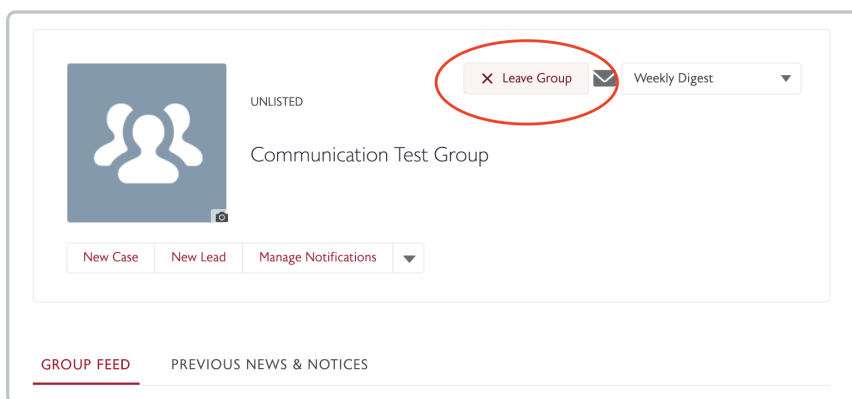 Leave Group
Weekly Digest
UNLISTED
Communication Test Group
New Case
New Lead
Manage Notifications
GROUP FEED
PREVIOUS NEWS & NOTICES